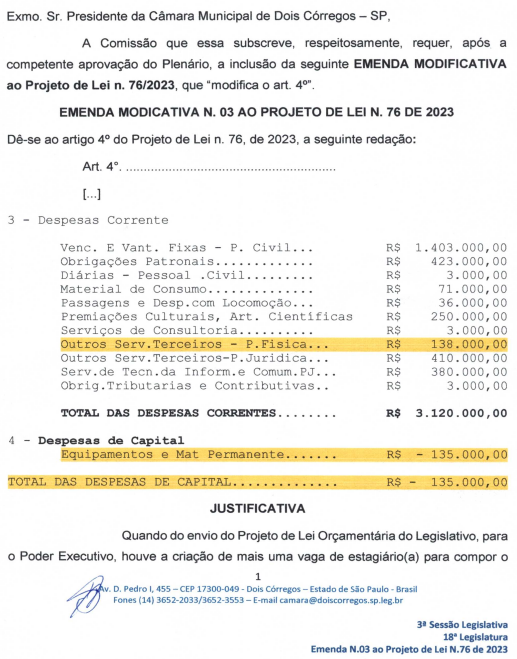 Exmo. Sr. Presidente da Câmara Municipal de Dois Córregos – SP,
A Comissão que essa subscreve, respeitosamente, requer, após a
competente aprovação do Plenário, a inclusão da seguinte EMENDA MODIFICATIVA
ao Projeto de Lei n. 76/2023, que “modifica o art. 4º”.
EMENDA MODICATIVA N. 03 AO PROJETO DE LEI N. 76 DE 2023
Dê-se ao artigo 4º do Projeto de Lei n. 76, de 2023, a seguinte redação:
Art. 4°. ...............................................................
[...]
3 - Despesas Corrente
Venc. E Vant. Fixas - P. Civil... R$ 1.403.000,00
Obrigações Patronais............. R$ 423.000,00
Diárias - Pessoal .Civil......... R$ 3.000,00
Material de Consumo.............. R$ 71.000,00
Passagens e Desp.com Locomoção... R$ 36.000,00
Premiações Culturais, Art. Científicas R$ 250.000,00
Serviços de Consultoria.......... R$ 3.000,00
Outros Serv.Terceiros - P.Física... R$ 138.000,00
Outros Serv.Terceiros-P.Juridica... R$ 410.000,00
Serv.de Tecn.da Inform.e Comum.PJ... R$ 380.000,00
Obrig.Tributarias e Contributivas.. R$ 3.000,00
TOTAL DAS DESPESAS CORRENTES........ R$ 3.120.000,00
4 - Despesas de Capital
Equipamentos e Mat Permanente....... R$ - 135.000,00
TOTAL DAS DESPESAS DE CAPITAL.............. R$ - 135.000,00
JUSTIFICATIVA
Quando do envio do Projeto de Lei Orçamentária do Legislativo, para
o Poder Executivo, houve a criação de mais uma vaga de estagiário(a) para compor o
1
Av. D. Pedro I, 455 – CEP 17300-049 - Dois Córregos – Estado de São Paulo - Brasil
Fones (14) 3652-2033/3652-3553 – E-mail camara@doiscorregos.sp.leg.br
3ª Sessão Legislativa
18ª Legislatura
Emenda N.03 ao Projeto de Lei N.76 de 2023